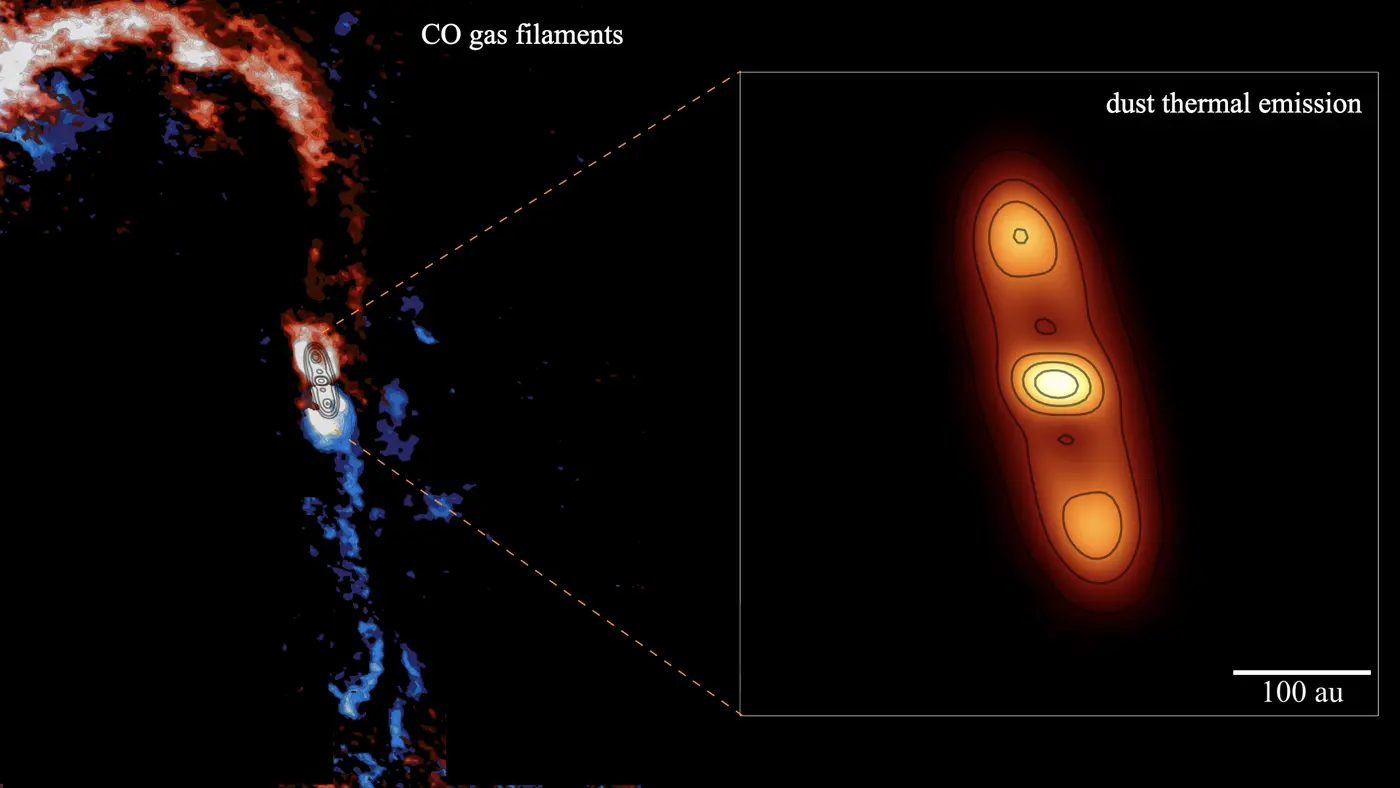 CO gas filaments
dust thermal emission
100 au